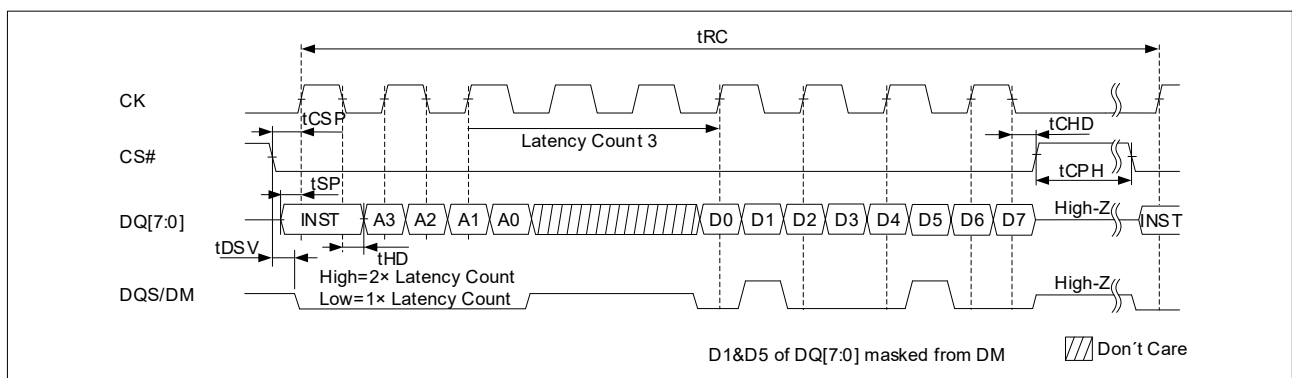 tRC
CK
tCSP
Latency Count 3
tCHD
CS#
tSP
tCPH
DQ[7:0] INST A3 A2 A1 A0 D0 D1 D2 D3 D4 D5 D6 D7 High-Z INST
tDSV
tHD
High=2× Latency Count
Low=1× Latency Count
DQS/DM
High-Z
D1&D5 of DQ[7:0] masked from DM
Don´t Care